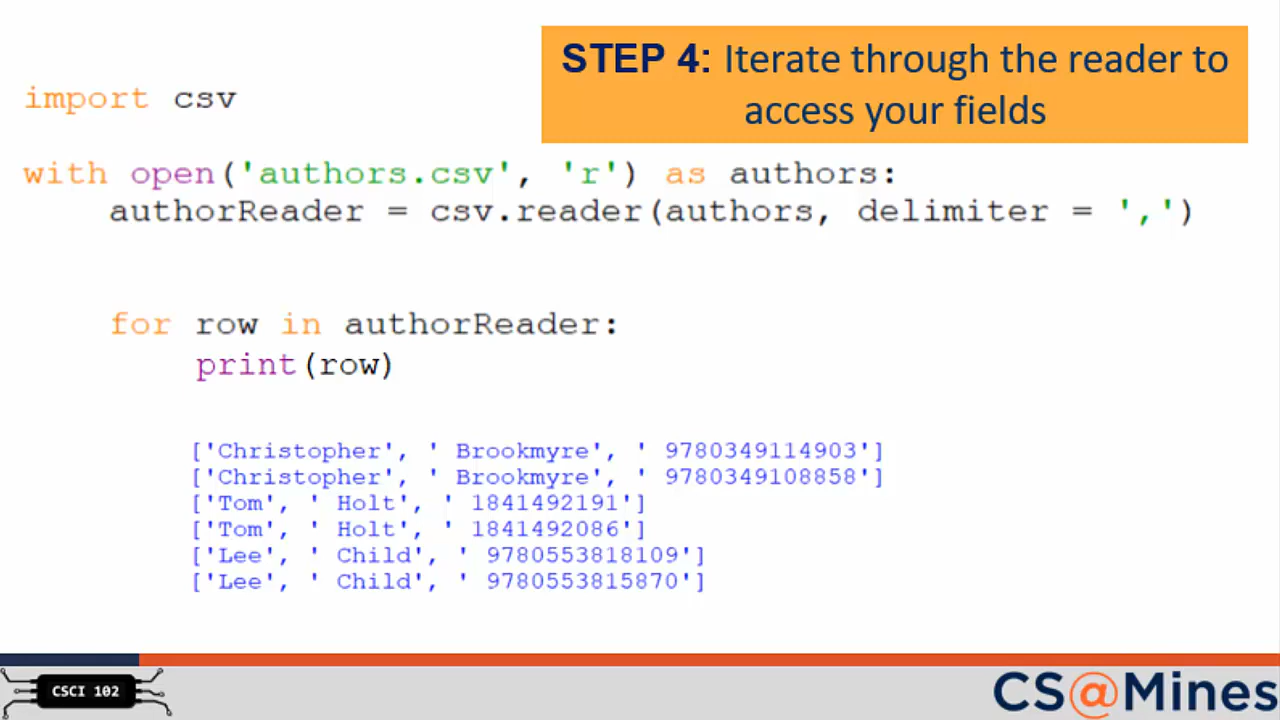 STEP 4: Iterate through the reader to
access your fields
import csv
with open('authors.csv', 'r') as authors:
    authorReader = csv.reader(authors, delimiter = ',')
    for row in authorReader:
        print(row)
['Christopher', ' Brookmyre', ' 9780349114903']
['Christopher', ' Brookmyre', ' 9780349108858']
['Tom', ' Holt', ' 1841492191']
['Tom', ' Holt', ' 1841492086']
['Lee', ' Child', ' 9780553818109']
['Lee', ' Child', ' 9780553815870']
CSCI 102
CS@Mines